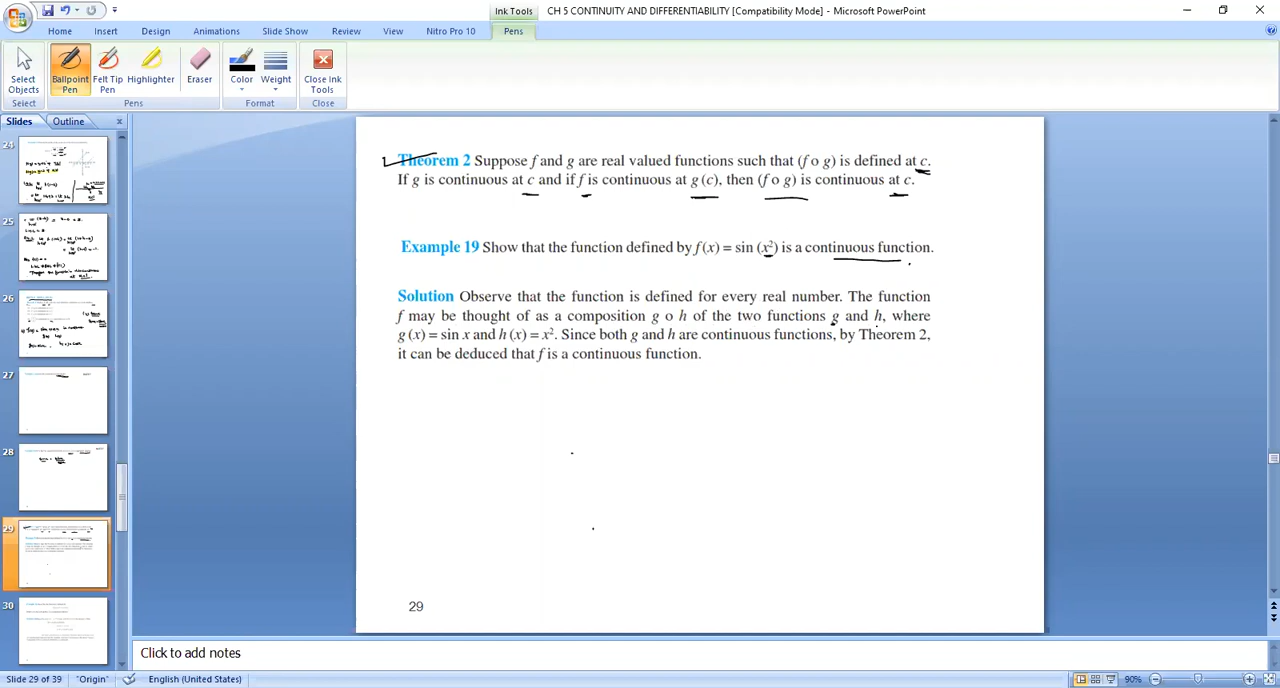 Ink Tools
CH 5 CONTINUITY AND DIFFERENTIABILITY [Compatibility Mode] - Microsoft PowerPoint
Home Insert Design Animations Slide Show Review View Nitro Pro 10 Pens
Select Objects
Ballpoint Pen
Felt Tip Pen
Highlighter
Eraser
Color
Weight
Close Ink Tools
Select Pens Format Close
Slides Outline
24
25
26
27
28
29
30
Theorem 2 Suppose f and g are real valued functions such that (f o g) is defined at c.
If g is continuous at c and if f is continuous at g (c), then (f o g) is continuous at c.
Example 19 Show that the function defined by f (x) = sin (x²) is a continuous function.
Solution Observe that the function is defined for every real number. The function
f may be thought of as a composition g o h of the two functions g and h, where
g (x) = sin x and h (x) = x². Since both g and h are continuous functions, by Theorem 2,
it can be deduced that f is a continuous function.
29
Click to add notes
Slide 29 of 39 "Origin" English (United States) 90%